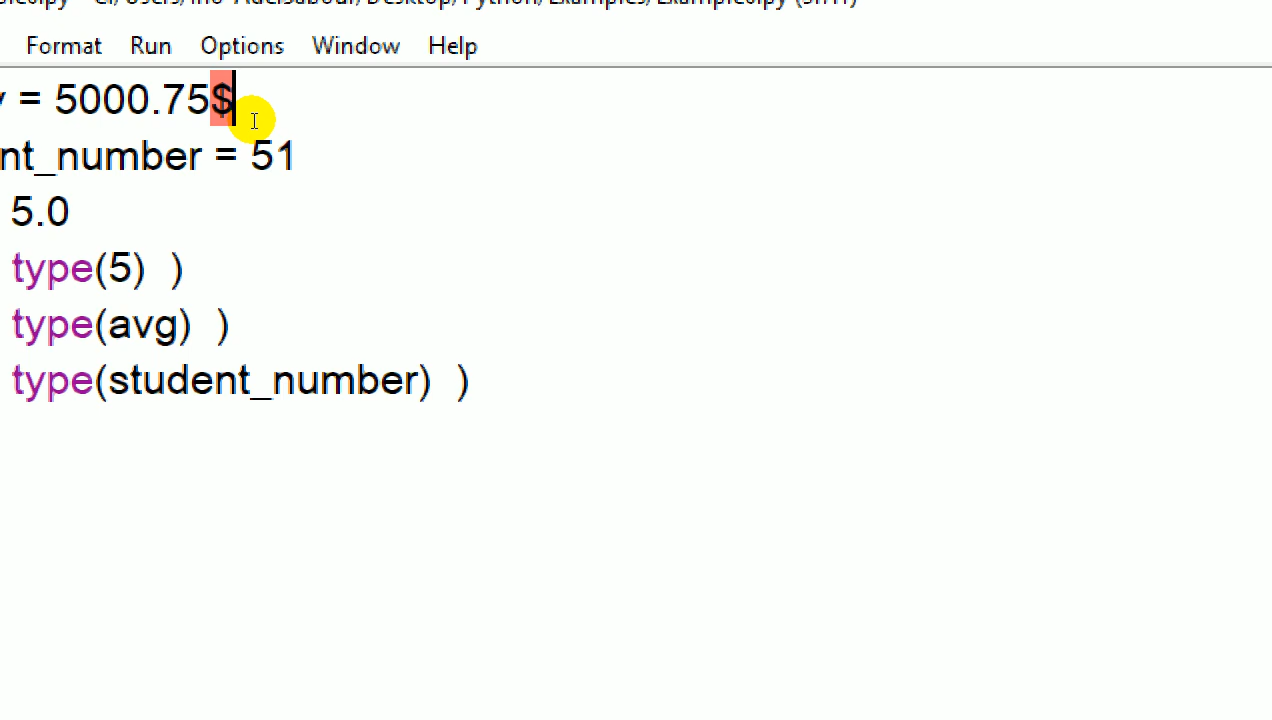 Format Run Options Window Help
= 5000.75$
nt_number = 51
5.0
type(5) )
type(avg) )
type(student_number) )